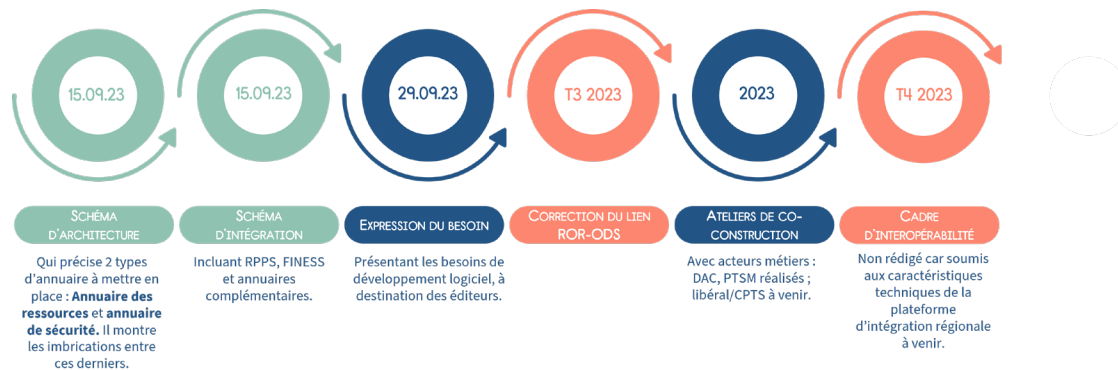 15.09.23
15.09.23
29.09.23
T3 2023
2023
T4 2023
SCHÉMA
D'ARCHITECTURE
Qui précise 2 types
d'annuaire à mettre en
place : Annuaire des
ressources et annuaire
de sécurité. Il montre
les imbrications entre
ces derniers.
SCHÉMA
D'INTÉGRATION
Incluant RPPS, FINESS
et annuaires
complémentaires.
EXPRESSION DU BESOIN
Présentant les besoins de
développement logiciel, à
destination des éditeurs.
CORRECTION DU LIEN
ROR-ODS
ATELIERS DE CO-
CONSTRUCTION
Avec acteurs métiers :
DAC, PTSM réalisés ;
libéral/CPTS à venir.
CADRE
D'INTEROPÉRABILITÉ
Non rédigé car soumis
aux caractéristiques
techniques de la
plateforme
d'intégration régionale
à venir.